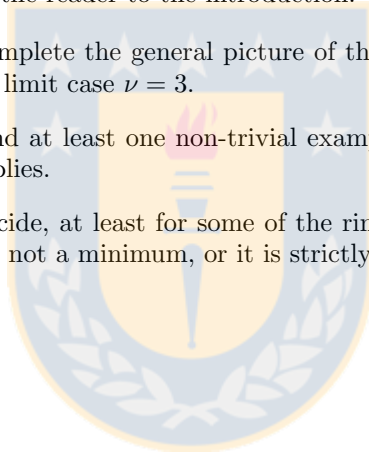 the reader to the introduction.
mplete the general picture of th
limit case ν = 3.
nd at least one non-trivial examp
plies.
cide, at least for some of the rin
not a minimum, or it is strictly